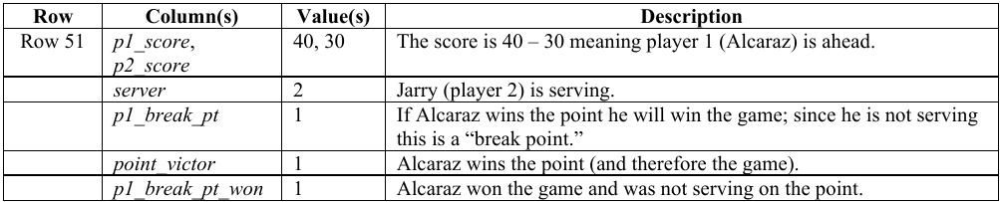 Row Column(s) Value(s) Description
Row 51 p1_score, 40, 30 The score is 40 – 30 meaning player 1 (Alcaraz) is ahead.
p2_score
server 2 Jarry (player 2) is serving.
p1_break_pt 1 If Alcaraz wins the point he will win the game; since he is not serving
this is a “break point.”
point_victor 1 Alcaraz wins the point (and therefore the game).
p1_break_pt_won 1 Alcaraz won the game and was not serving on the point.